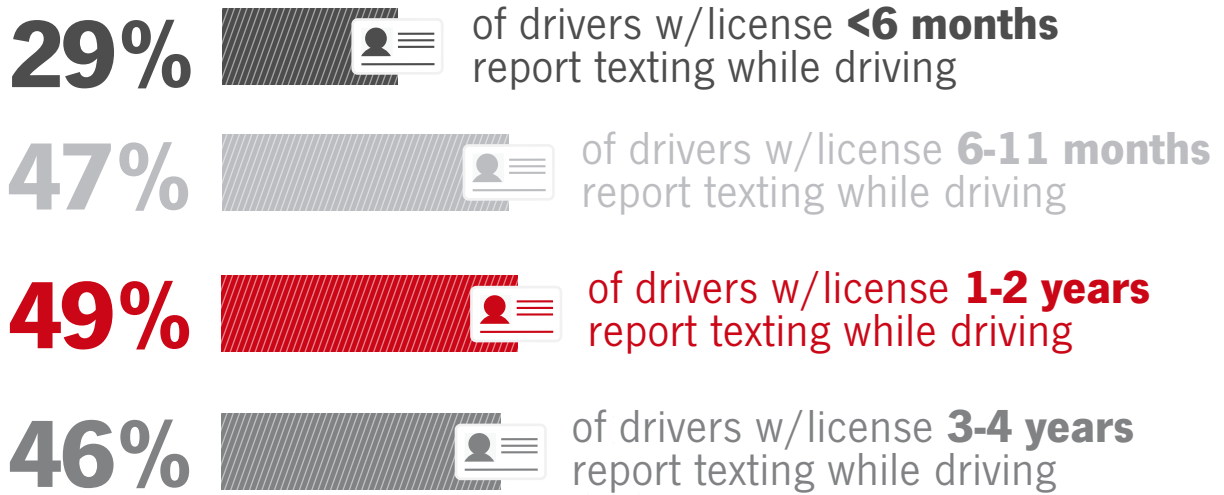 29%
of drivers w/license <6 months
report texting while driving
47%
of drivers w/license 6-11 months
report texting while driving
49%
of drivers w/license 1-2 years
report texting while driving
46%
of drivers w/license 3-4 years
report texting while driving